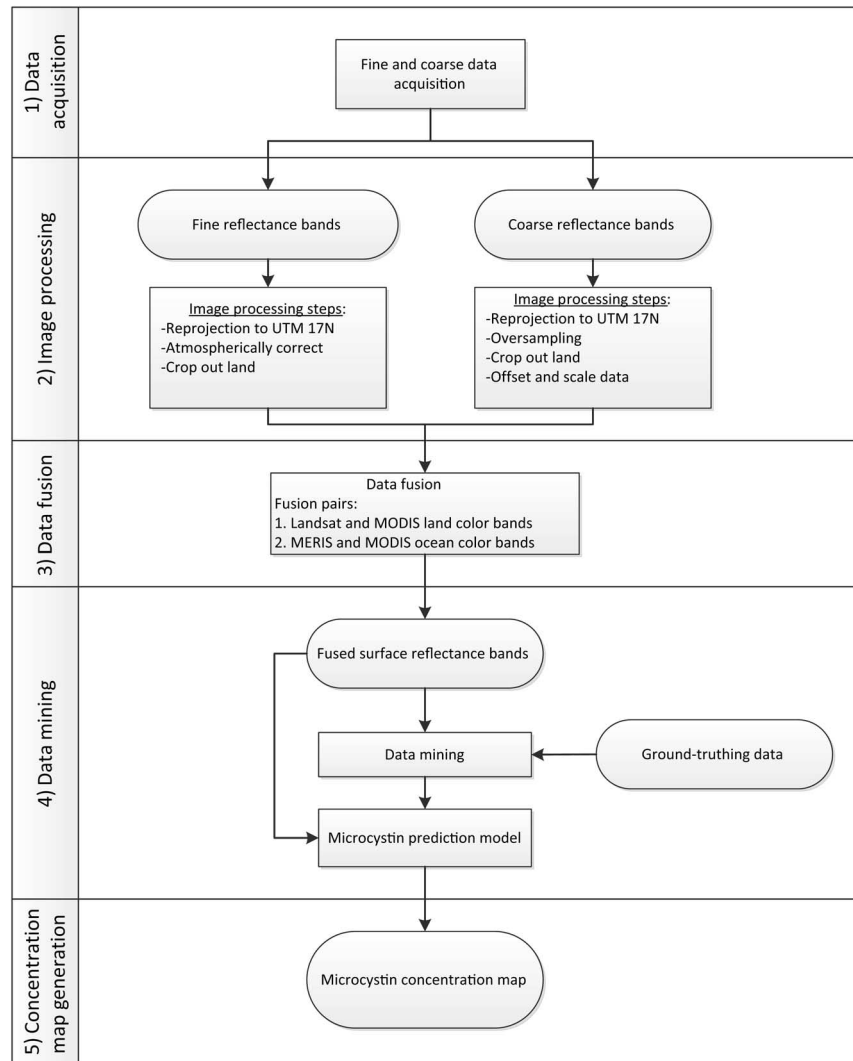 1) Data
acquisition
Fine and coarse data
acquisition
2) Image processing
Fine reflectance bands
Coarse reflectance bands
Image processing steps:
-Reprojection to UTM 17N
-Atmospherically correct
-Crop out land
Image processing steps:
-Reprojection to UTM 17N
-Oversampling
-Crop out land
-Offset and scale data
3) Data fusion
Data fusion
Fusion pairs:
1. Landsat and MODIS land color bands
2. MERIS and MODIS ocean color bands
4) Data mining
Fused surface reflectance bands
Data mining
Ground-truthing data
Microcystin prediction model
5) Concentration
map generation
Microcystin concentration map